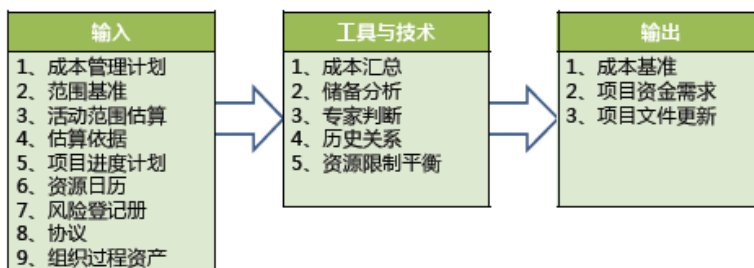 输入
1、成本管理计划
2、范围基准
3、活动范围估算
4、估算依据
5、项目进度计划
6、资源日历
7、风险登记册
8、协议
9、组织过程资产
工具与技术
1、成本汇总
2、储备分析
3、专家判断
4、历史关系
5、资源限制平衡
输出
1、成本基准
2、项目资金需求
3、项目文件更新